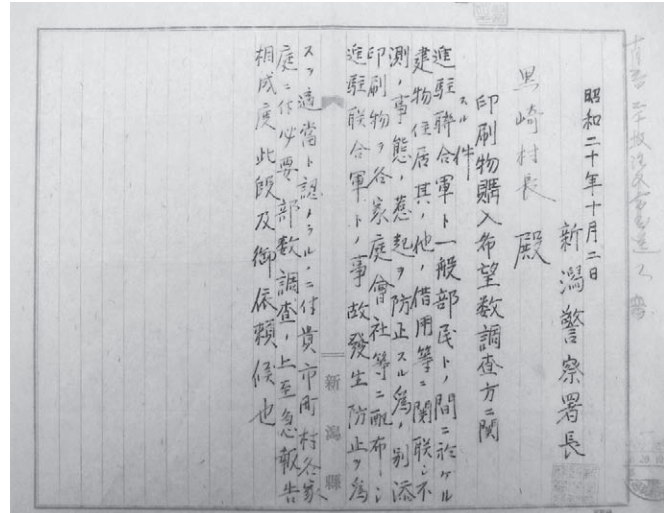 昭和二十年十月二日
新潟警察署長
黒崎村長 殿
印刷物購入希望数調査方ニ関
スル件
進駐聯合軍ト一般部民トノ間ニ於ケル
建物住居其ノ他ノ借用等ニ関聯シ不
測ノ事態ノ惹起ヲ防止スル為ノ別添
印刷物ヲ各家庭會社等ニ配布シ
進駐联合軍トノ事故發生防止ヲ為
スヲ適當ト認メラルヽニ付貴市町村各家
庭ニ付必要部数調査ノ上至急報告
相成度此段及御依頼候也
新潟縣